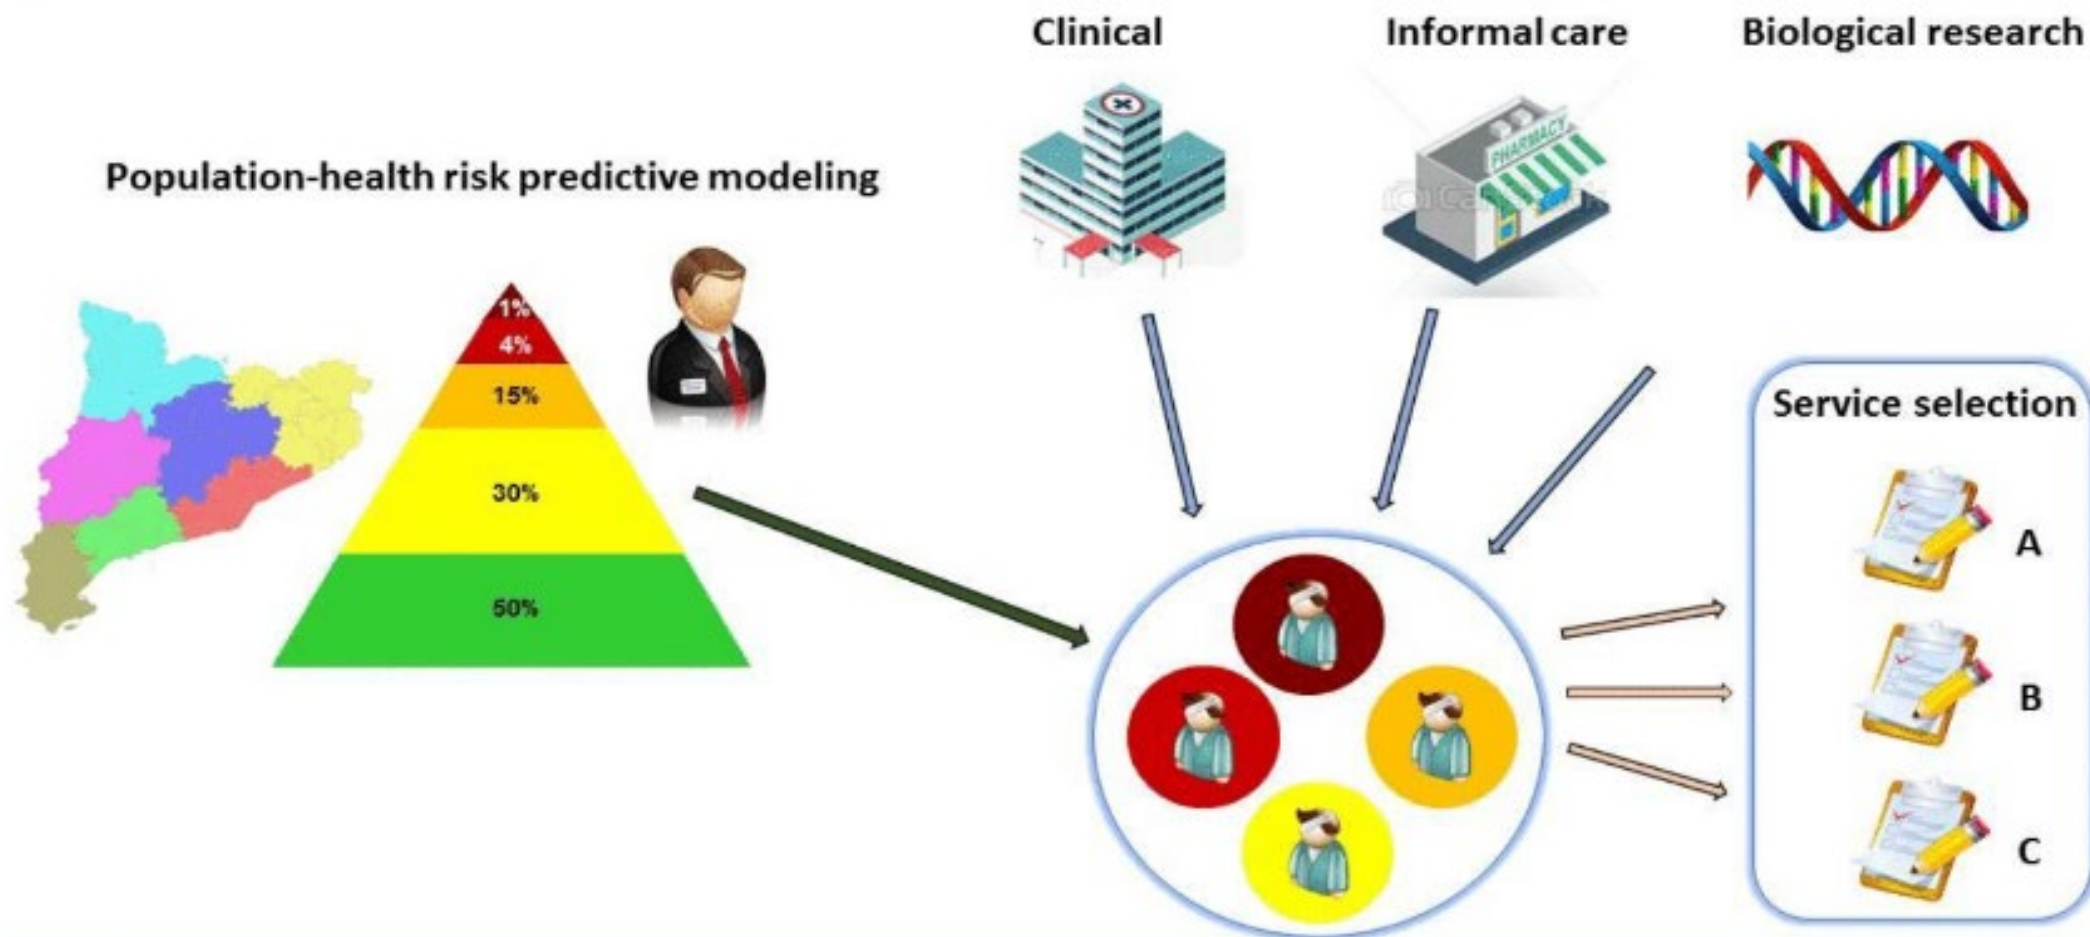 Clinical
Informal care
Biological research
PHARMACY
Population-health risk predictive modeling
1%
4%
15%
30%
50%
Service selection
A
B
C